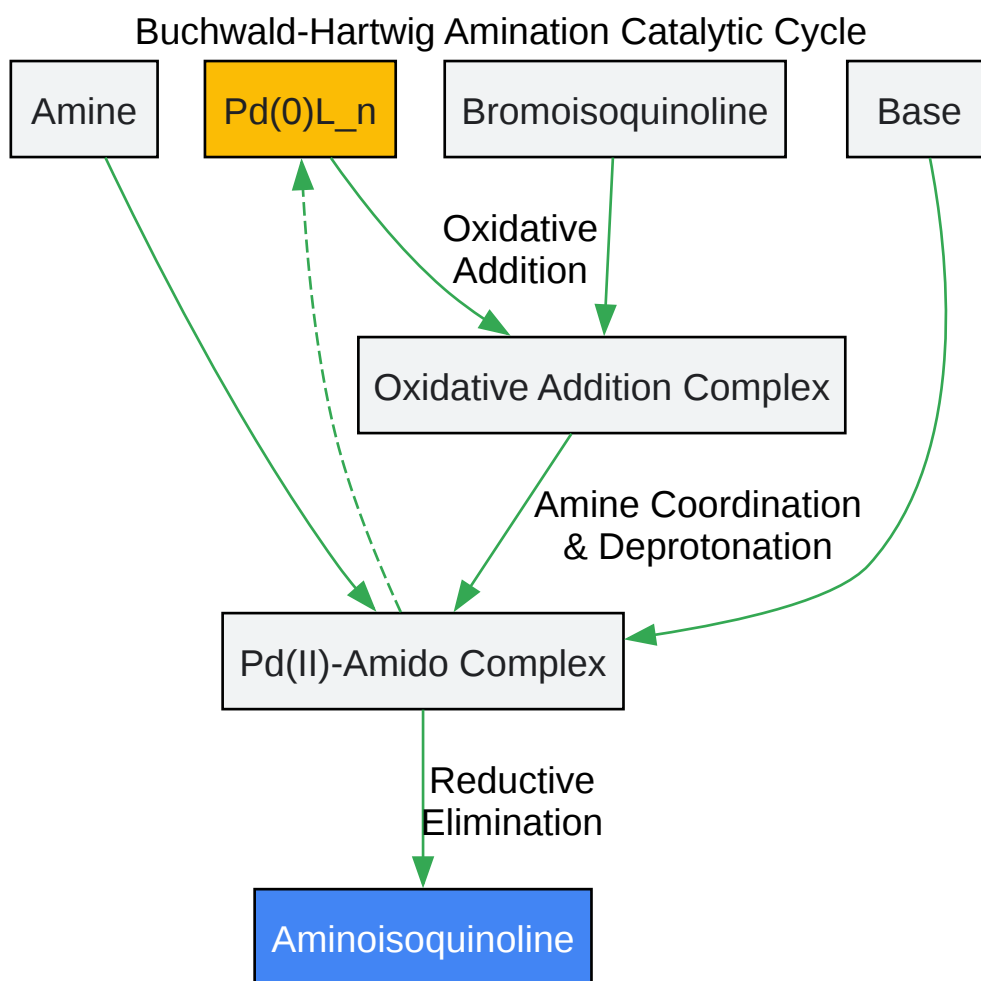 Buchwald-Hartwig Amination Catalytic Cycle
Amine
Pd(0)L_n
Bromoisoquinoline
Base
Oxidative
Addition
Oxidative Addition Complex
Amine Coordination
& Deprotonation
Pd(II)-Amido Complex
Reductive
Elimination
Aminoisoquinoline